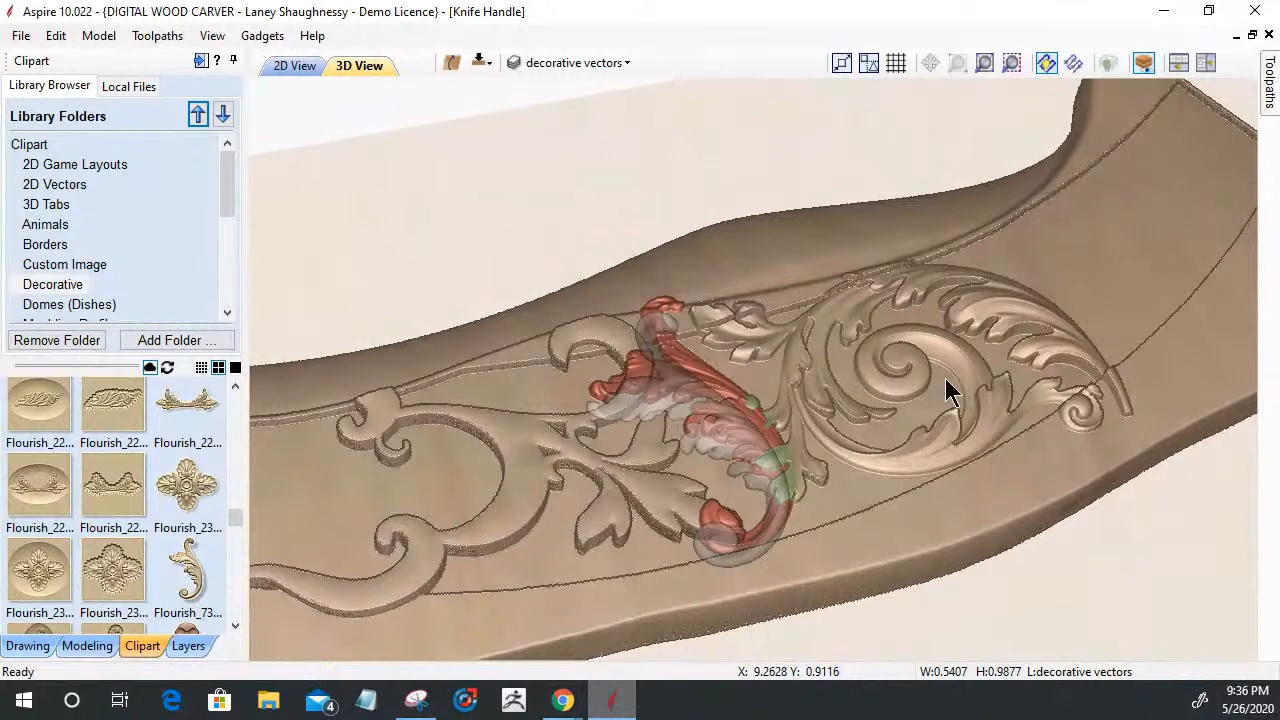 Aspire 10.022 - {DIGITAL WOOD CARVER - Laney Shaughnessy - Demo Licence} - [Knife Handle]
File Edit Model Toolpaths View Gadgets Help
Clipart
Library Browser Local Files
Library Folders
Clipart
2D Game Layouts
2D Vectors
3D Tabs
Animals
Borders
Custom Image
Decorative
Domes (Dishes)
Remove Folder Add Folder ...
Flourish_22... Flourish_22... Flourish_22...
Flourish_22... Flourish_22... Flourish_23...
Flourish_23... Flourish_23... Flourish_73...
Drawing Modeling Clipart Layers
2D View 3D View decorative vectors
Toolpaths
Ready X: 9.2628 Y: 0.9116 W:0.5407 H:0.9877 L:decorative vectors
4
9:36 PM
5/26/2020